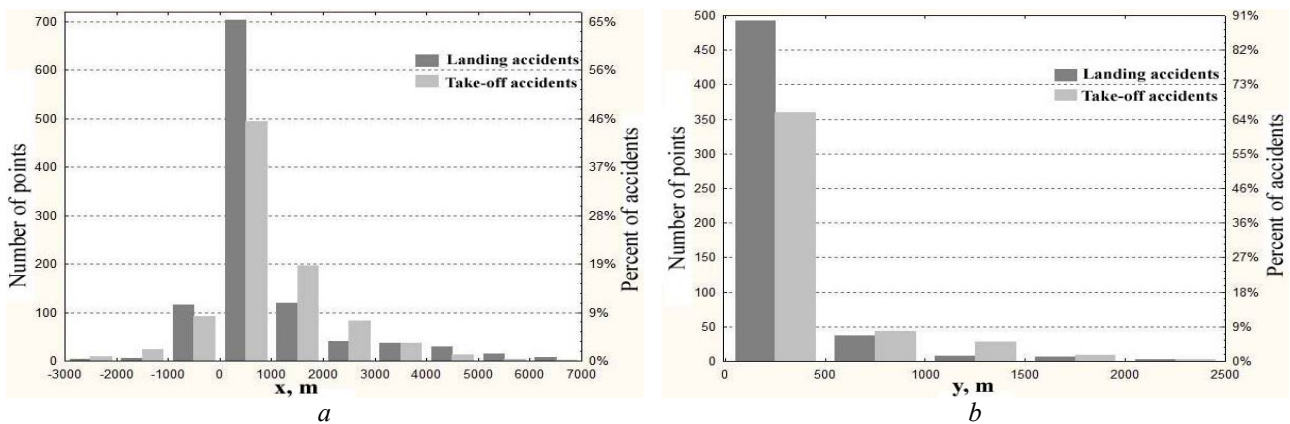 700
600
500
400
300
200
100
0
Number of points
65%
56%
46%
37%
28%
19%
9%
0%
Percent of accidents
Landing accidents
Take-off accidents
-3000 -2000 -1000 0 1000 2000 3000 4000 5000 6000 7000
x, m
a
500
450
400
350
300
250
200
150
100
50
0
Number of points
91%
82%
73%
64%
55%
46%
36%
27%
18%
9%
0%
Percent of accidents
Landing accidents
Take-off accidents
0 500 1000 1500 2000 2500
y, m
b